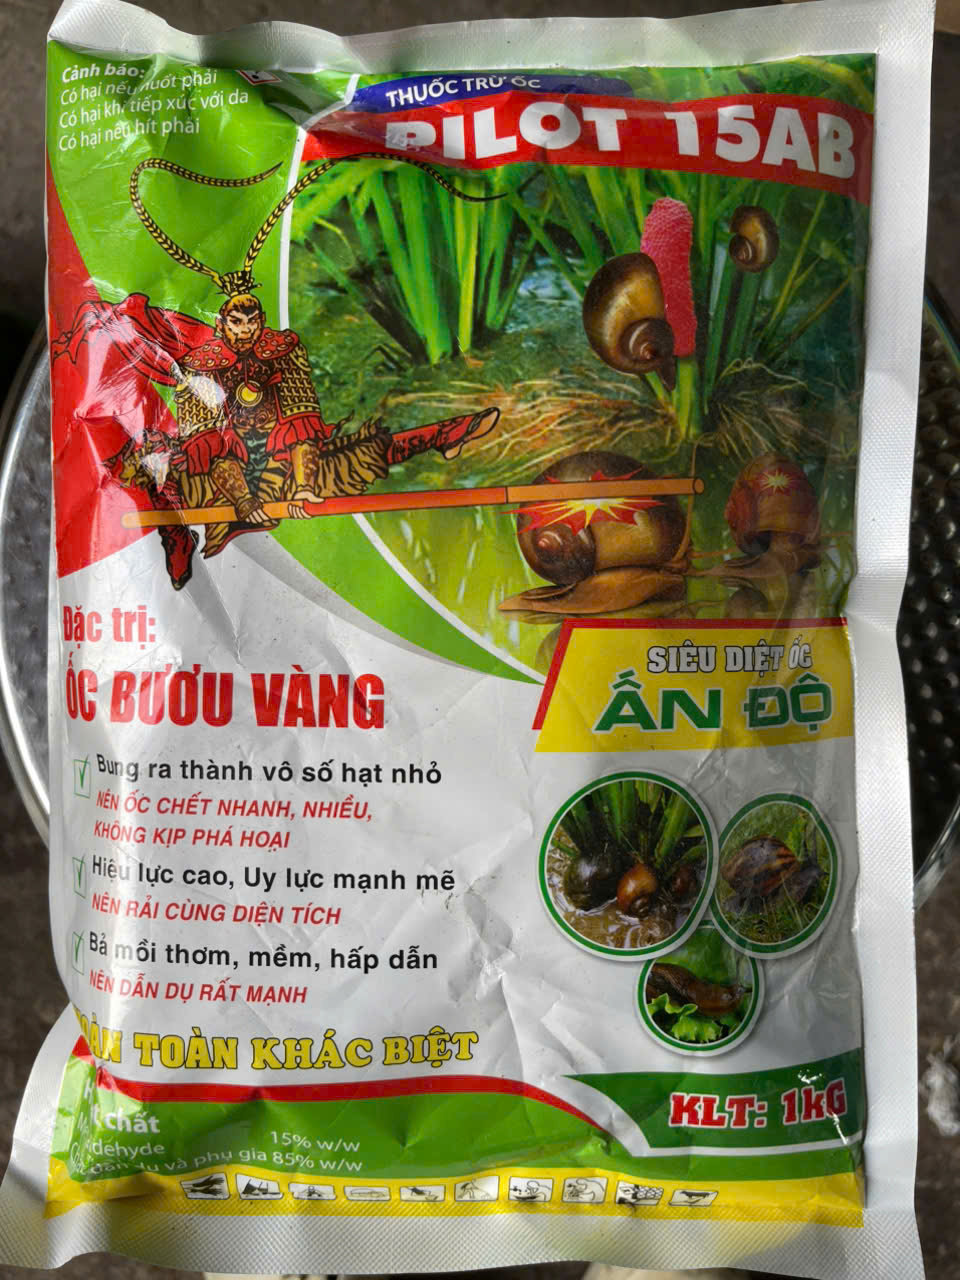 Cảnh báo:
Có hại nếu nuốt phải
Có hại khi tiếp xúc với da
Có hại nếu hít phải
THUỐC TRỪ ỐC
PILOT 15AB
Đặc trị:
ỐC BƯƠU VÀNG
SIÊU DIỆT ỐC
ẤN ĐỘ
Bung ra thành vô số hạt nhỏ
NÊN ỐC CHẾT NHANH, NHIỀU,
KHÔNG KỊP PHÁ HOẠI
Hiệu lực cao, Uy lực mạnh mẽ
NÊN RẢI CÙNG DIỆN TÍCH
Bả mồi thơm, mềm, hấp dẫn
NÊN DẪN DỤ RẤT MẠNH
HOÀN TOÀN KHÁC BIỆT
KLT: 1kG
chất
déhyde 15% w/w
dẫn dụ và phụ gia 85% w/w